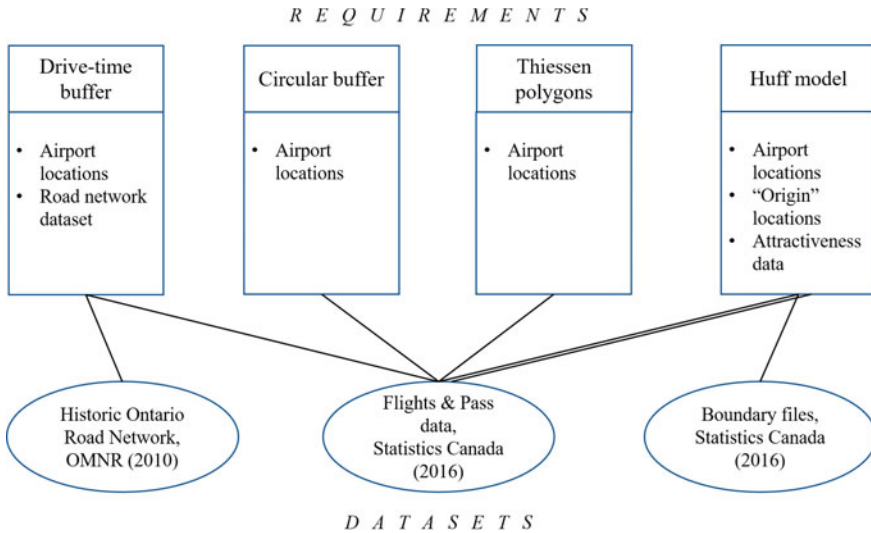 R E Q U I R E M E N T S
Drive-time
buffer
• Airport
locations
• Road network
dataset
Circular buffer
• Airport
locations
Thiessen
polygons
• Airport
locations
Huff model
• Airport
locations
• “Origin”
locations
• Attractiveness
data
Historic Ontario
Road Network,
OMNR (2010)
Flights & Pass
data,
Statistics Canada
(2016)
Boundary files,
Statistics Canada
(2016)
D A T A S E T S